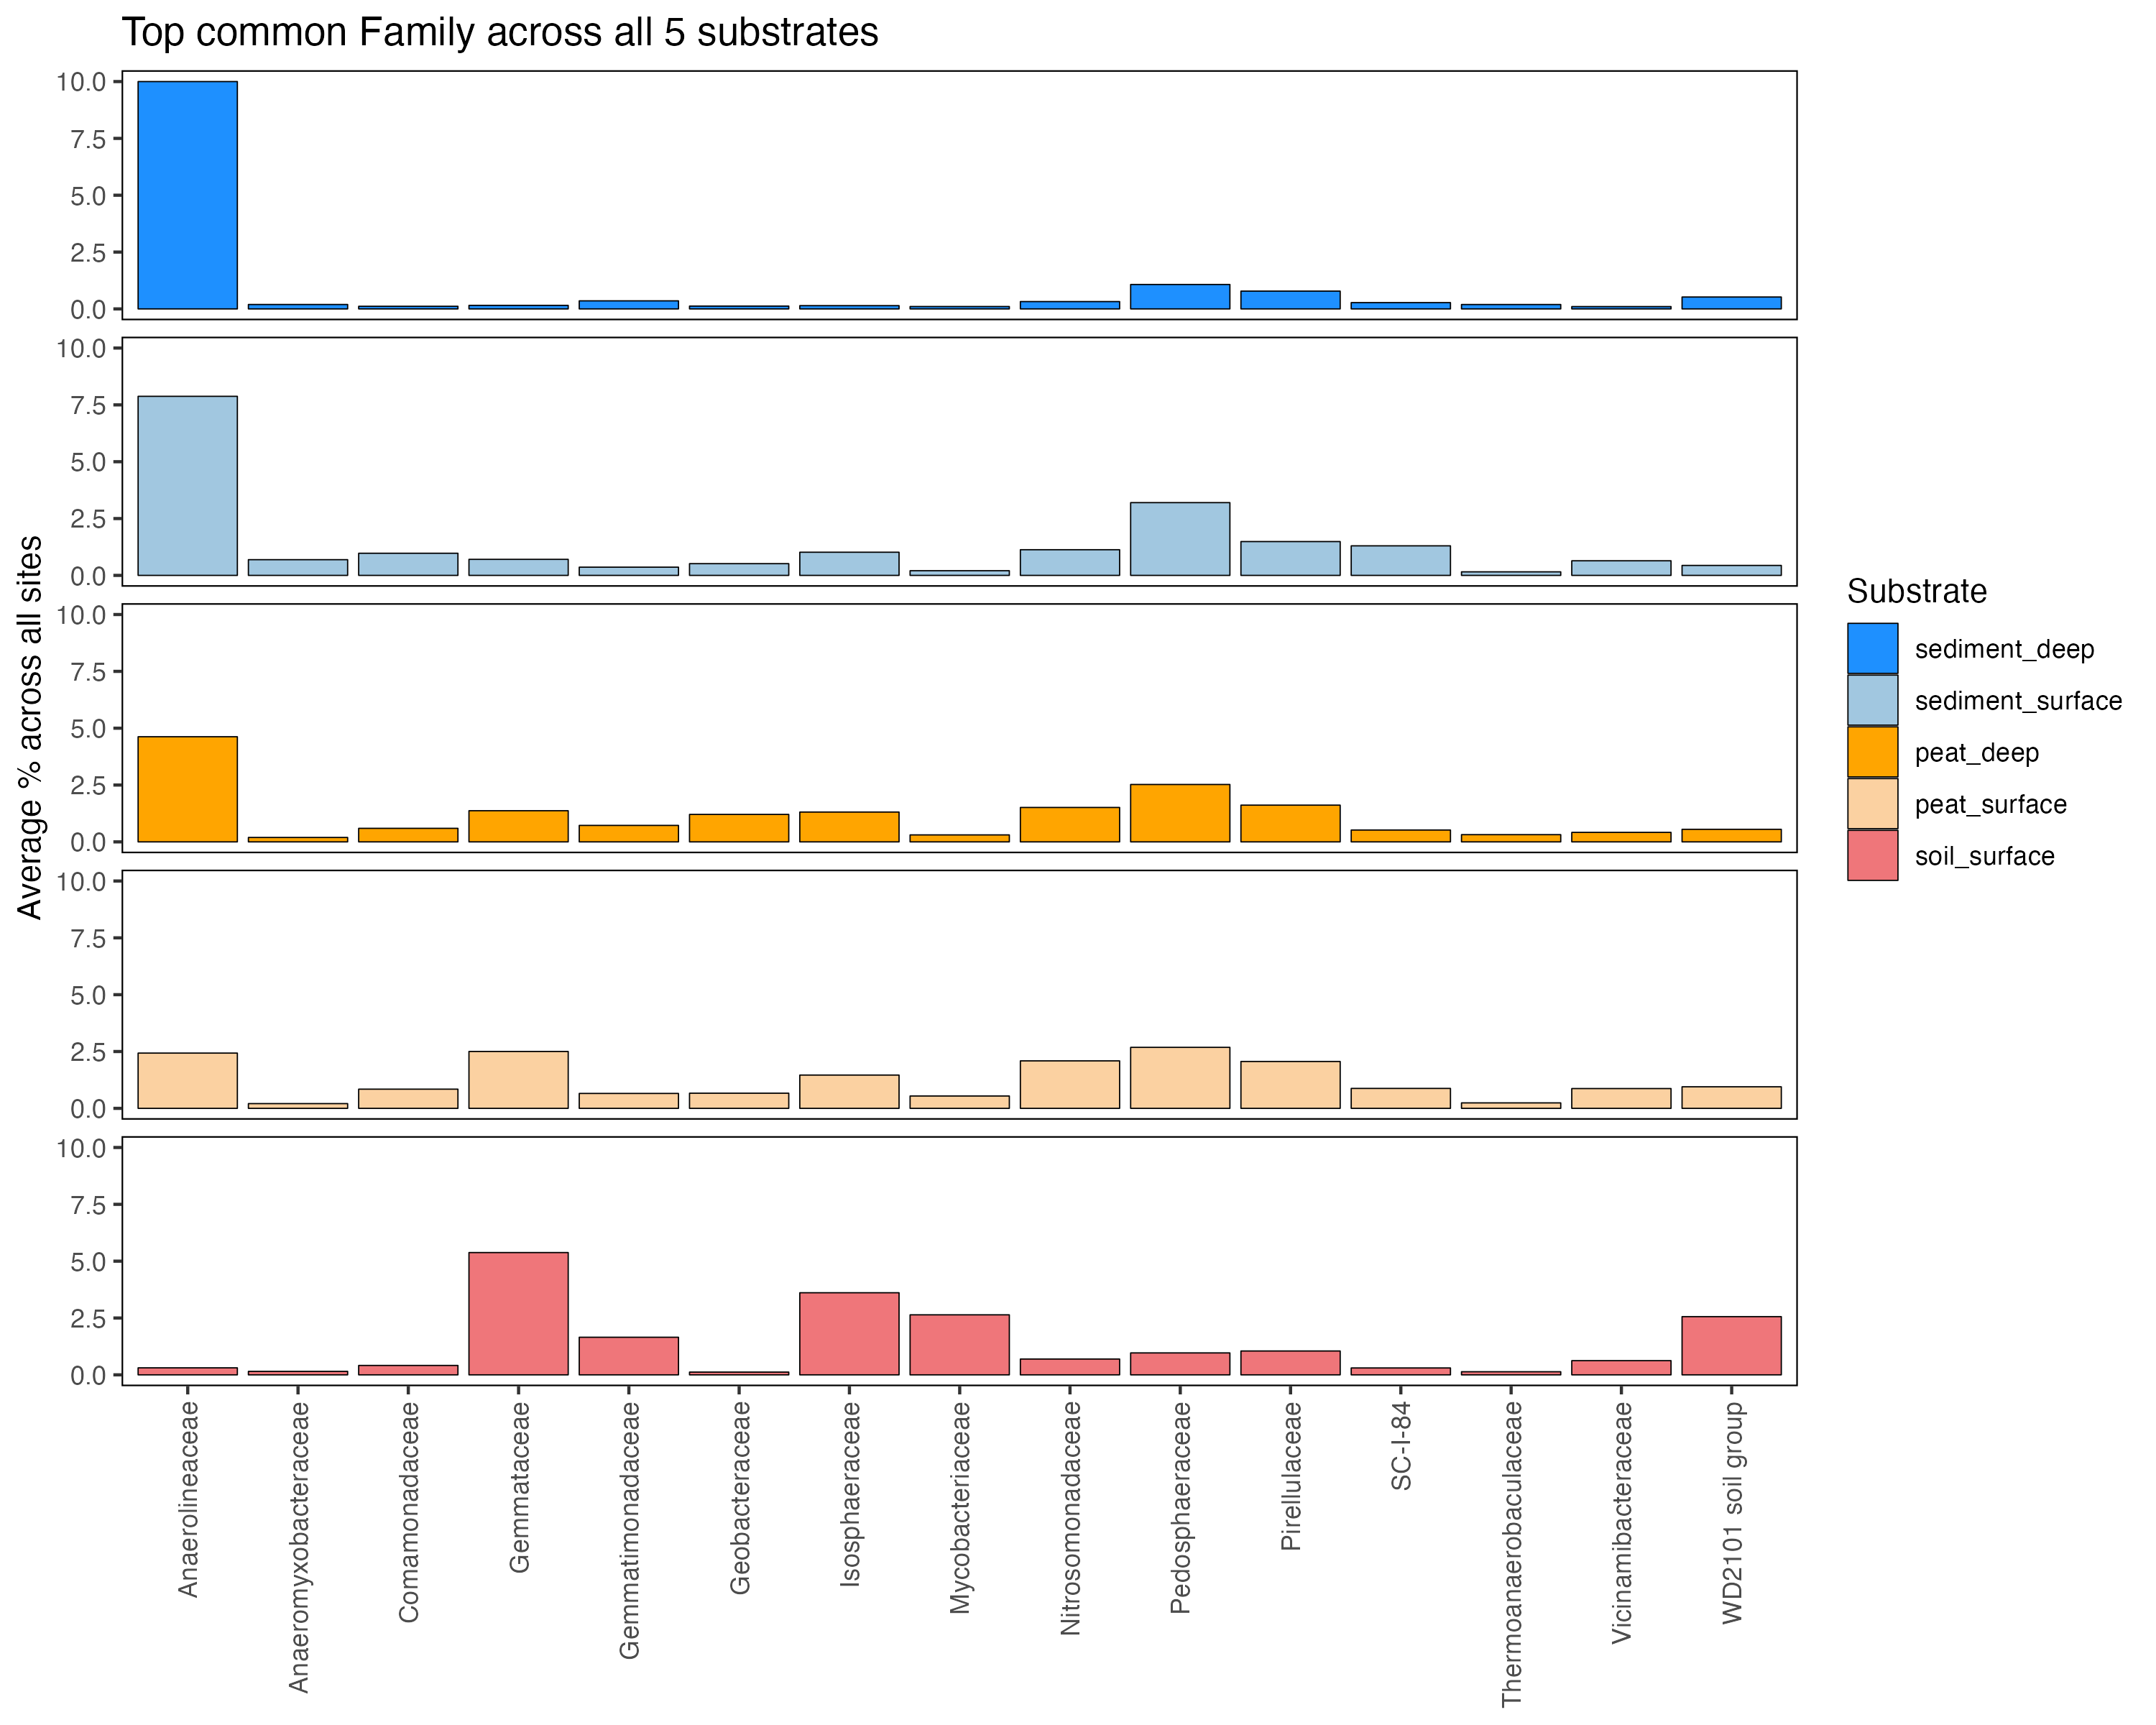 Top common Family across all 5 substrates
Average % across all sites
10.0
7.5
5.0
2.5
0.0
10.0
7.5
5.0
2.5
0.0
10.0
7.5
5.0
2.5
0.0
10.0
7.5
5.0
2.5
0.0
10.0
7.5
5.0
2.5
0.0
Anaerolineaceae
Anaeromyxobacteraceae
Comamonadaceae
Gemmataceae
Gemmatimonadaceae
Geobacteraceae
Isosphaeraceae
Mycobacteriaceae
Nitrosomonadaceae
Pedosphaeraceae
Pirellulaceae
SC-I-84
Thermoanaerobaculaceae
Vicinamibacteraceae
WD2101 soil group
Substrate
sediment_deep
sediment_surface
peat_deep
peat_surface
soil_surface